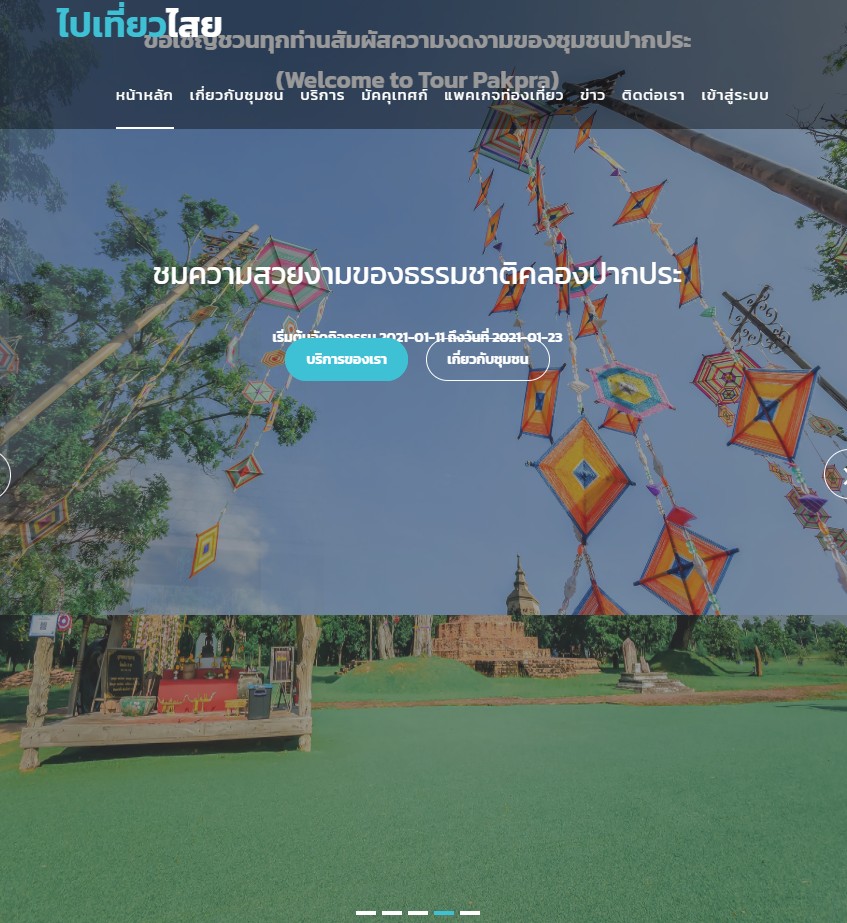 ไปเที่ยวไสย
ขอเชิญชวนทุกท่านสัมผัสความงดงามของชุมชนปากประ
(Welcome to Tour Pakpra)
หน้าหลัก เกี่ยวกับชุมชน บริการ มัคคุเทศก์ แพคเกจท่องเที่ยว ข่าว ติดต่อเรา เข้าสู่ระบบ
ชมความสวยงามของธรรมชาติคลองปากประ
เริ่มต้นจัดกิจกรรม 2021-01-11 ถึงวันที่ 2021-01-23
บริการของเรา เกี่ยวกับชุมชน